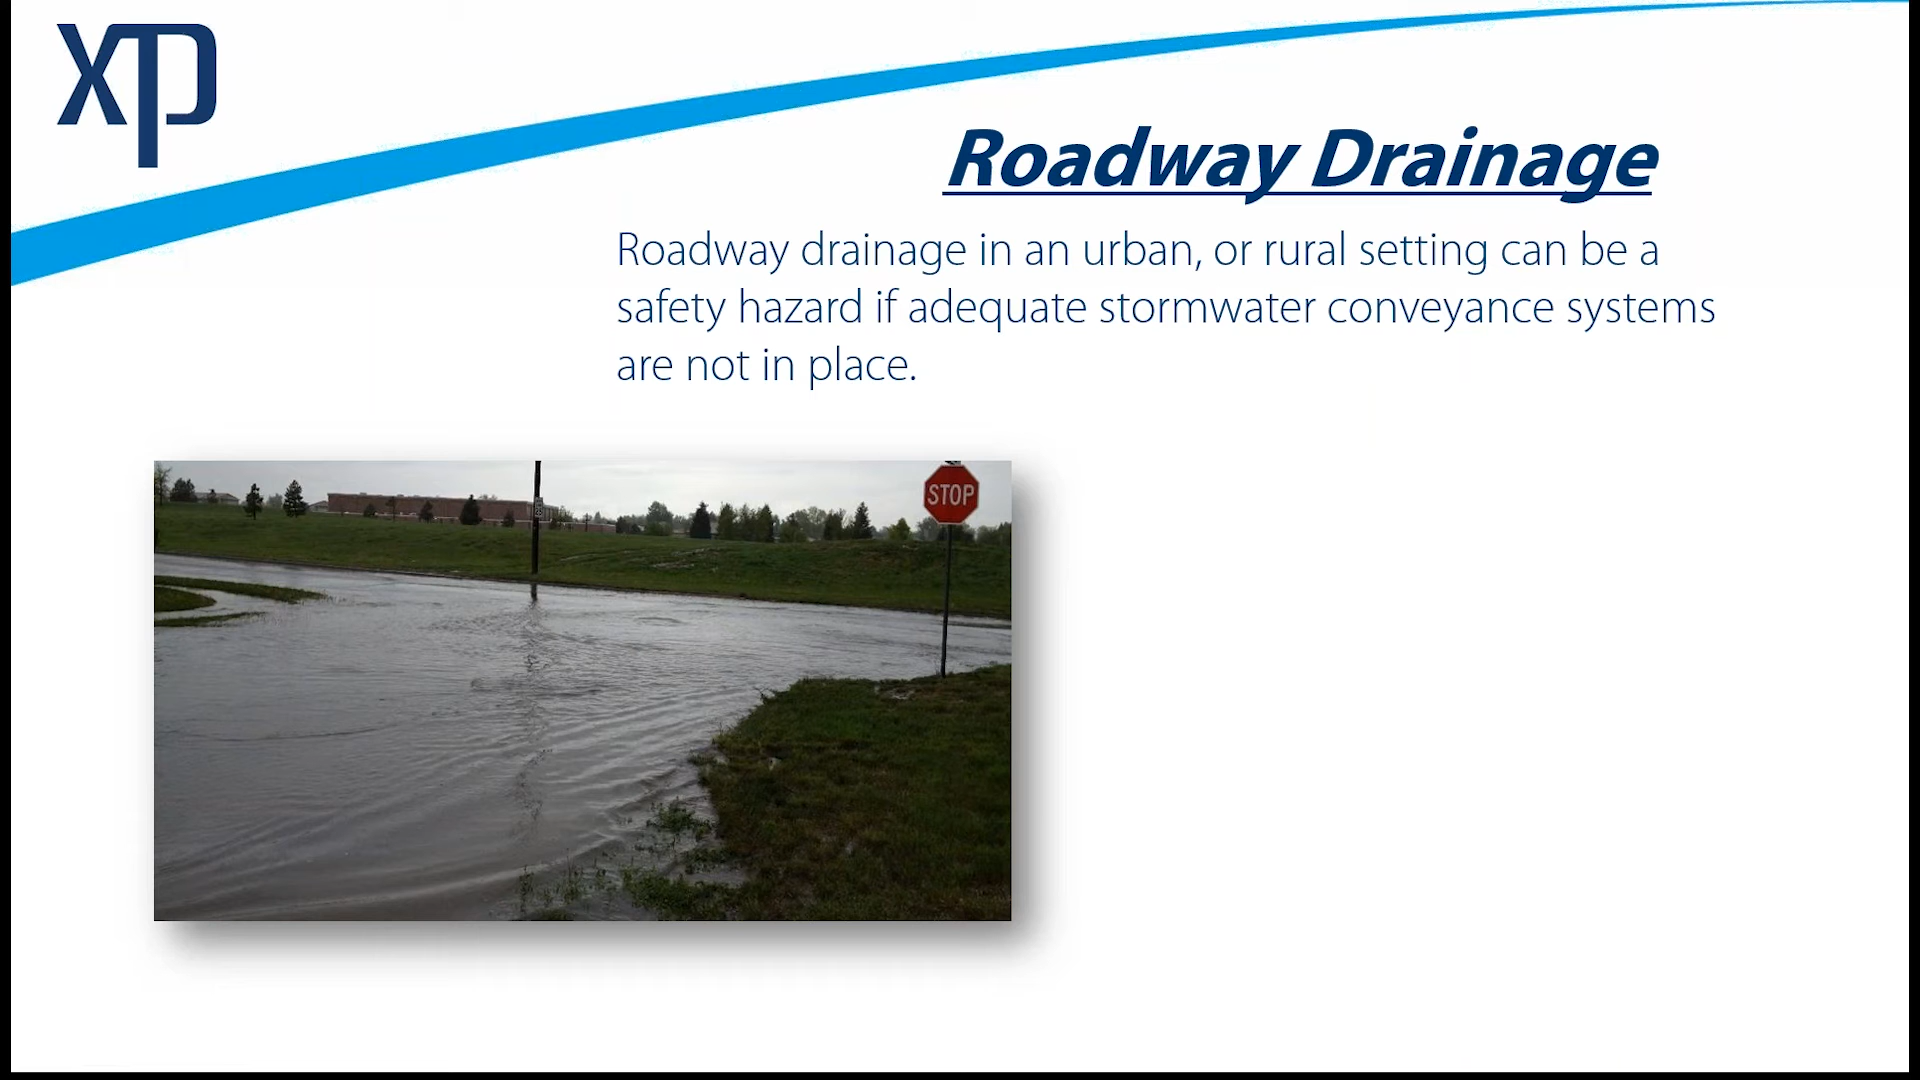 XP
Roadway Drainage
Roadway drainage in an urban, or rural setting can be a
safety hazard if adequate stormwater conveyance systems
are not in place.
STOP